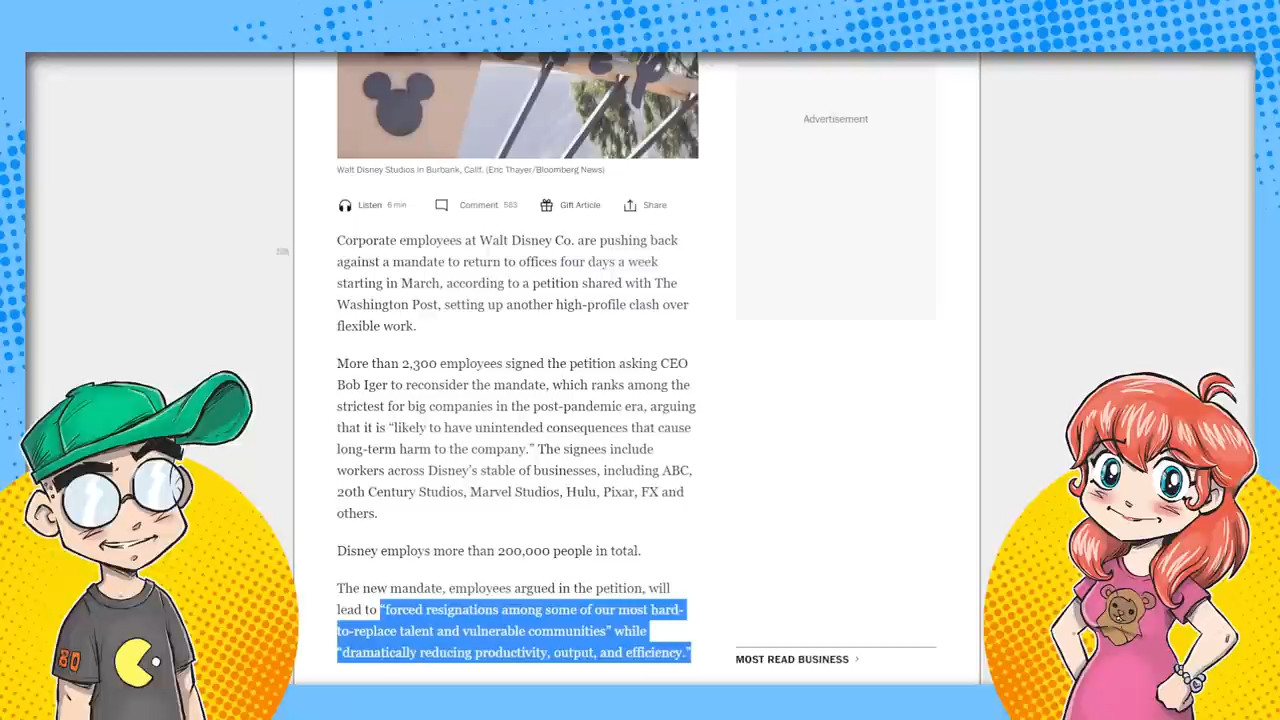 Advertisement
Walt Disney Studios in Burbank, Calif. (Eric Thayer/Bloomberg News)
Listen 6 min Comment 583 Gift Article Share
Corporate employees at Walt Disney Co. are pushing back
against a mandate to return to offices four days a week
starting in March, according to a petition shared with The
Washington Post, setting up another high-profile clash over
flexible work.
More than 2,300 employees signed the petition asking CEO
Bob Iger to reconsider the mandate, which ranks among the
strictest for big companies in the post-pandemic era, arguing
that it is “likely to have unintended consequences that cause
long-term harm to the company.” The signees include
workers across Disney’s stable of businesses, including ABC,
20th Century Studios, Marvel Studios, Hulu, Pixar, FX and
others.
Disney employs more than 200,000 people in total.
The new mandate, employees argued in the petition, will
lead to “forced resignations among some of our most hard-
to-replace talent and vulnerable communities” while
“dramatically reducing productivity, output, and efficiency.”
MOST READ BUSINESS
80